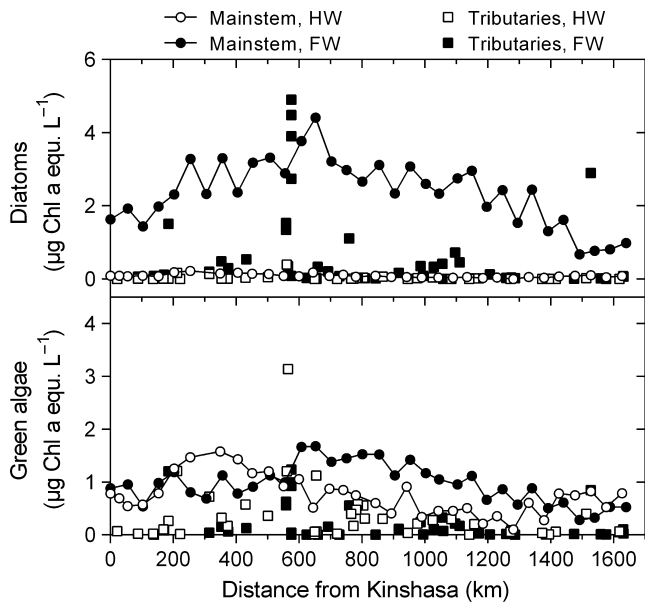 Mainstem, HW
Tributaries, HW
Mainstem, FW
Tributaries, FW
6
4
2
0
Diatoms
(µg Chl a equ. L⁻¹)
4
3
2
1
0
Green algae
(µg Chl a equ. L⁻¹)
0 200 400 600 800 1000 1200 1400 1600
Distance from Kinshasa (km)